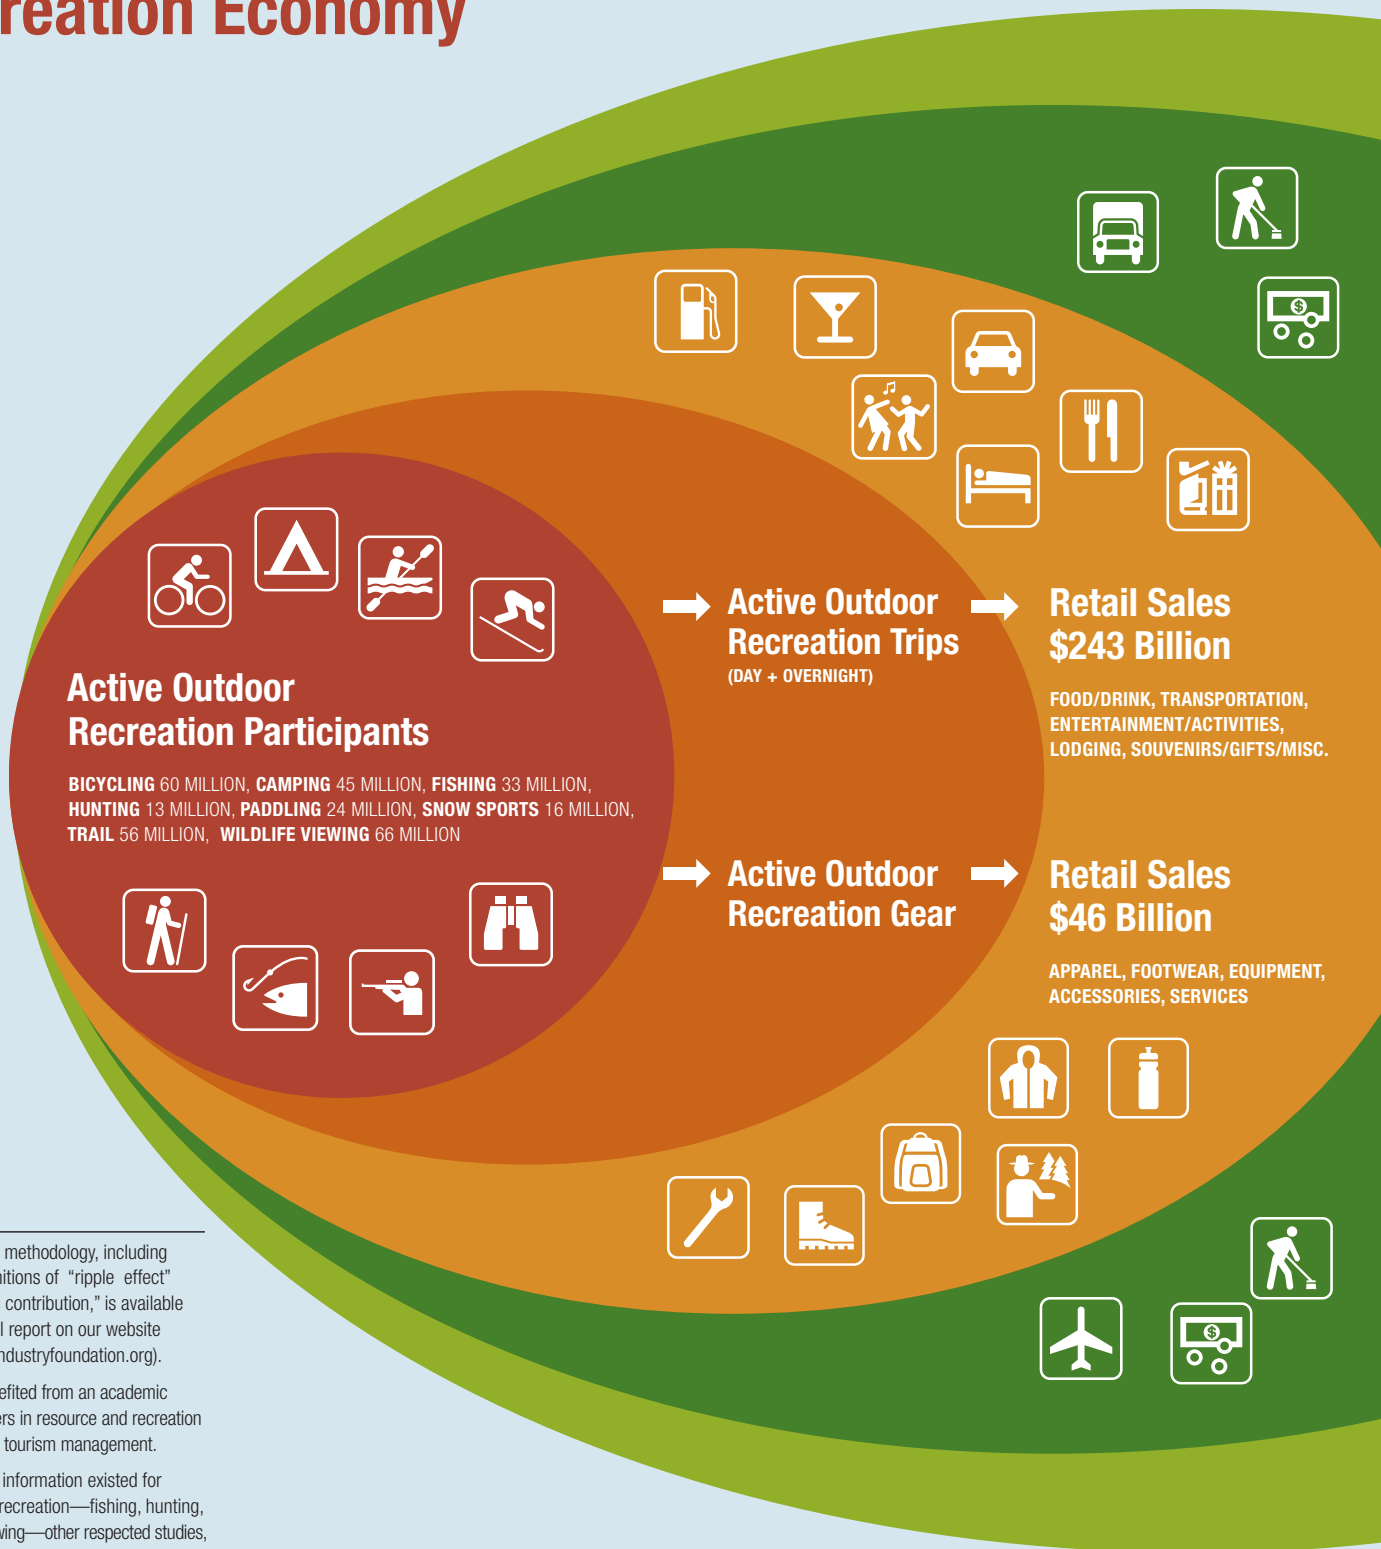 reation Economy
Active Outdoor
Recreation Participants
BICYCLING 60 MILLION, CAMPING 45 MILLION, FISHING 33 MILLION,
HUNTING 13 MILLION, PADDLING 24 MILLION, SNOW SPORTS 16 MILLION,
TRAIL 56 MILLION, WILDLIFE VIEWING 66 MILLION
Active Outdoor
Recreation Trips
(DAY + OVERNIGHT)
Retail Sales
$243 Billion
FOOD/DRINK, TRANSPORTATION,
ENTERTAINMENT/ACTIVITIES,
LODGING, SOUVENIRS/GIFTS/MISC.
Active Outdoor
Recreation Gear
Retail Sales
$46 Billion
APPAREL, FOOTWEAR, EQUIPMENT,
ACCESSORIES, SERVICES
$
$
methodology, including
nitions of "ripple effect"
contribution," is available
l report on our website
ndustryfoundation.org).
efited from an academic
ers in resource and recreation
tourism management.
information existed for
recreation—fishing, hunting,
wing—other respected studies,